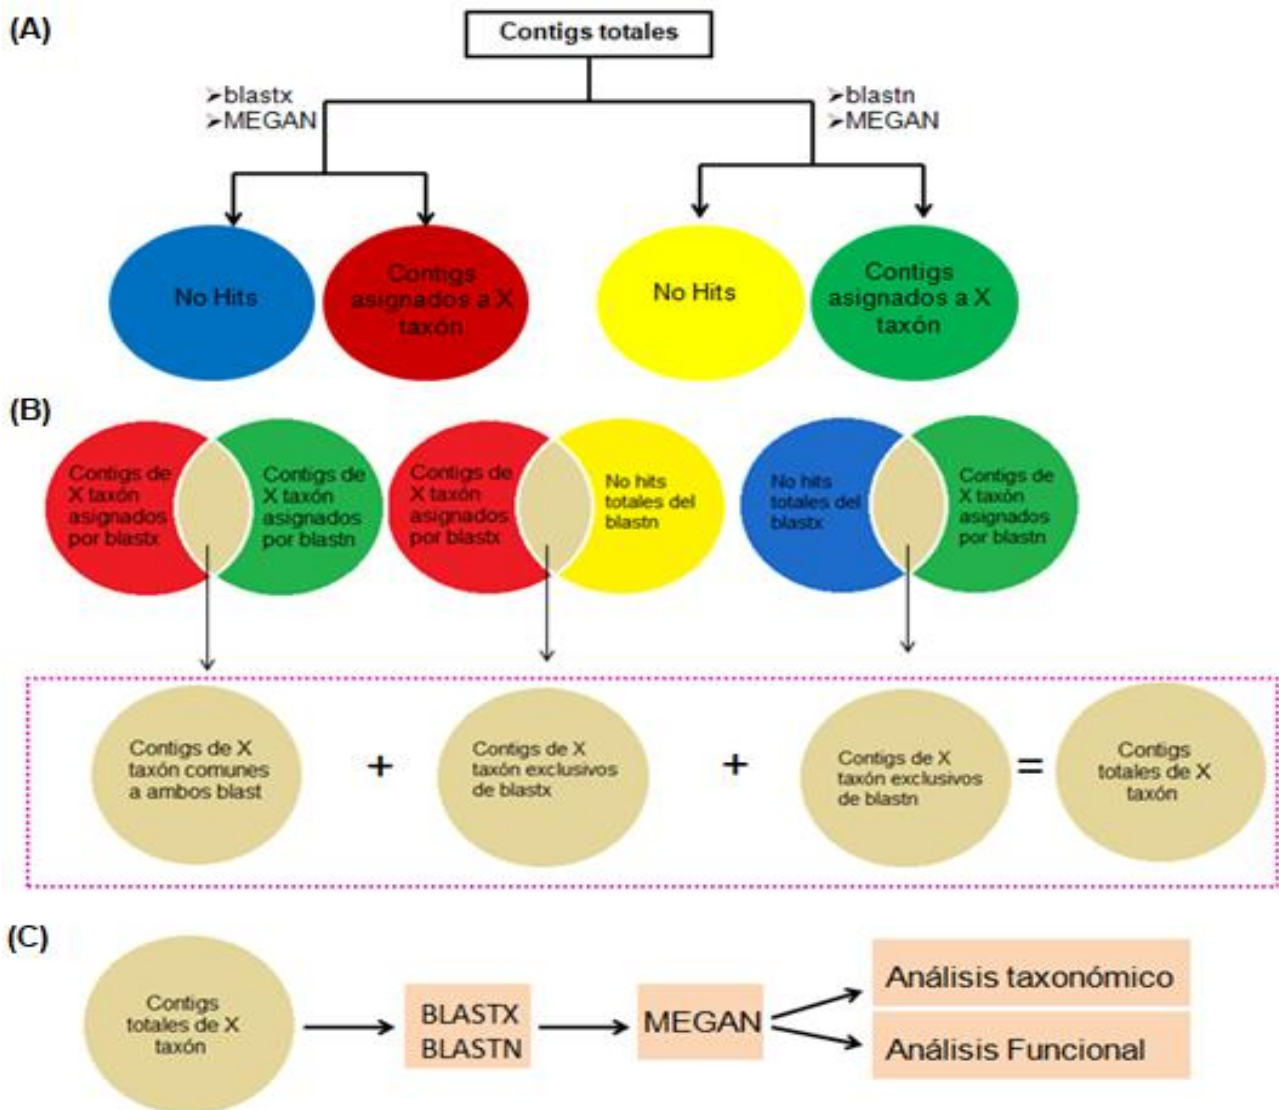 (A)
Contigs totales
➢blastx
➢MEGAN
➢blastn
➢MEGAN
No Hits
Contigs
asignados a X
taxón
No Hits
Contigs
asignados a X
taxón
(B)
Contigs de
X taxón
asignados
por blastx
Contigs de
X taxón
asignados
por blastn
Contigs de
X taxón
asignados
por blastx
No hits
totales del
blastn
No hits
totales del
blastx
Contigs de
X taxón
asignados
por blastn
Contigs de X
taxón comunes
a ambos blast
+
Contigs de X
taxón exclusivos
de blastx
+
Contigs de X
taxón exclusivos
de blastn
=
Contigs
totales de X
taxón
(C)
Contigs
totales de X
taxón
BLASTX
BLASTN
MEGAN
Análisis taxonómico
Análisis Funcional